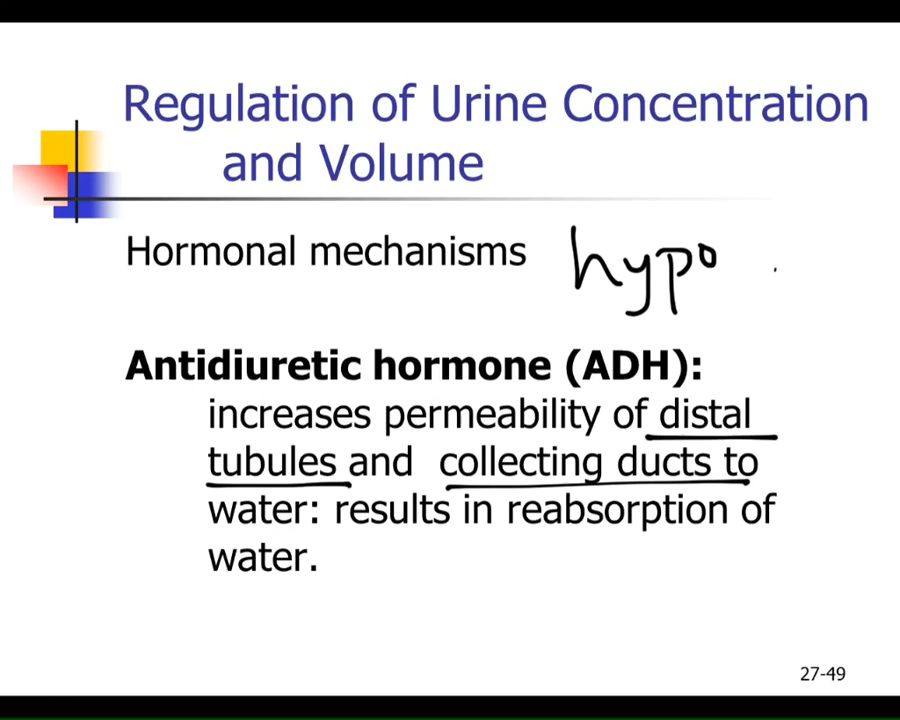 Regulation of Urine Concentration
and Volume
Hormonal mechanisms hypo
Antidiuretic hormone (ADH):
increases permeability of distal
tubules and collecting ducts to
water: results in reabsorption of
water.
27-49